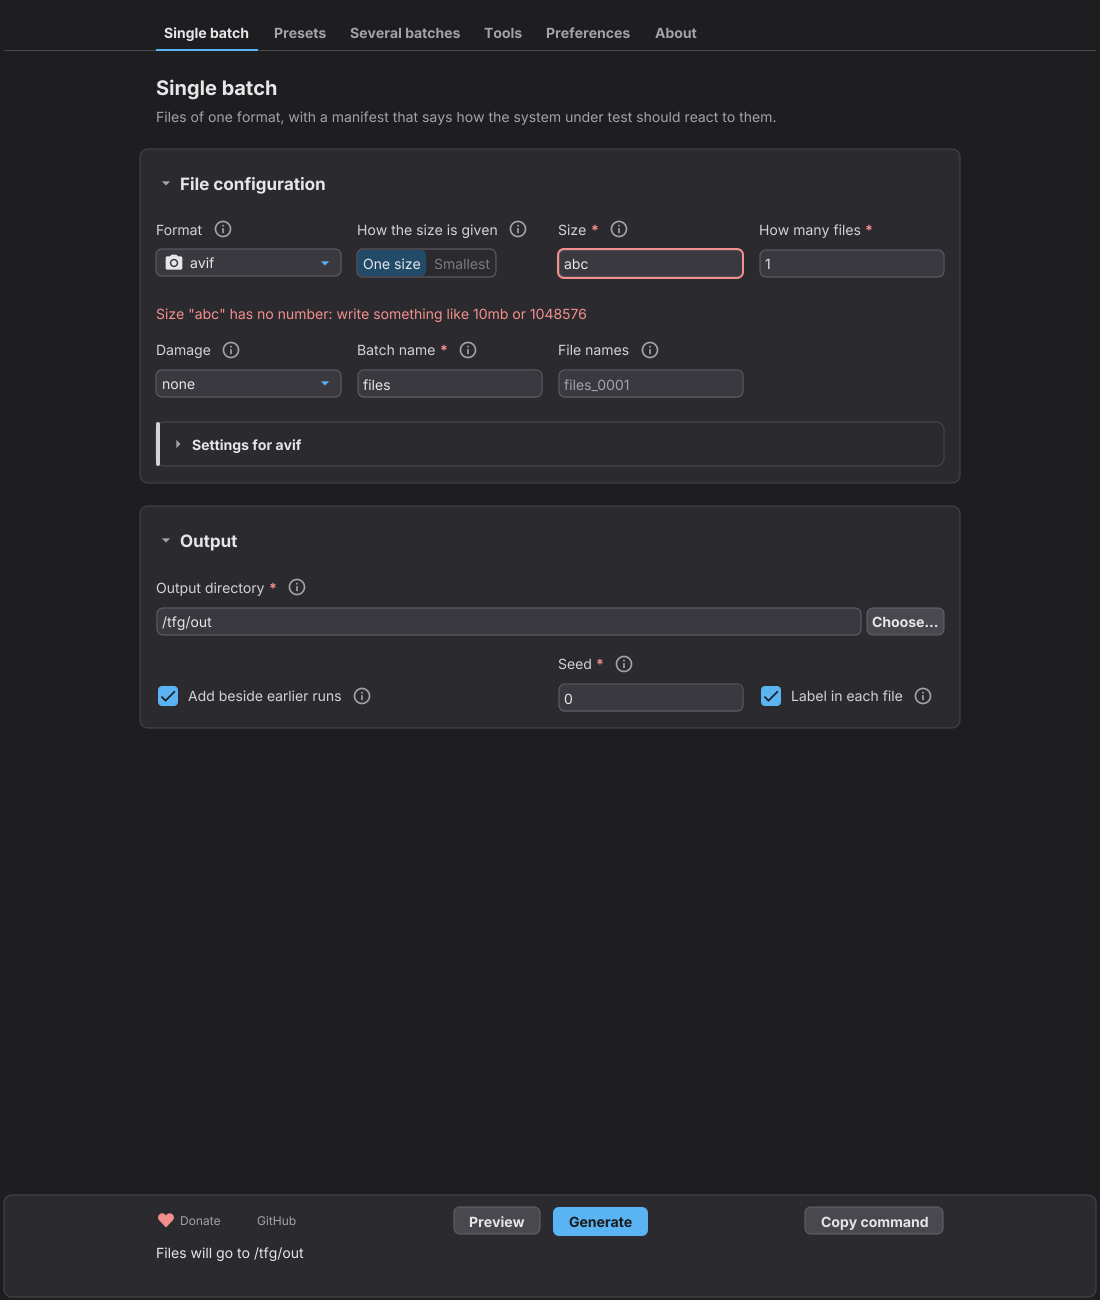 Single batch Presets Several batches Tools Preferences About
Single batch
Files of one format, with a manifest that says how the system under test should react to them.
File configuration
Format How the size is given Size * How many files *
avif One size Smallest abc 1
Size "abc" has no number: write something like 10mb or 1048576
Damage Batch name * File names
none files files_0001
Settings for avif
Output
Output directory *
/tfg/out Choose...
Seed *
Add beside earlier runs 0 Label in each file
Donate GitHub Preview Generate Copy command
Files will go to /tfg/out